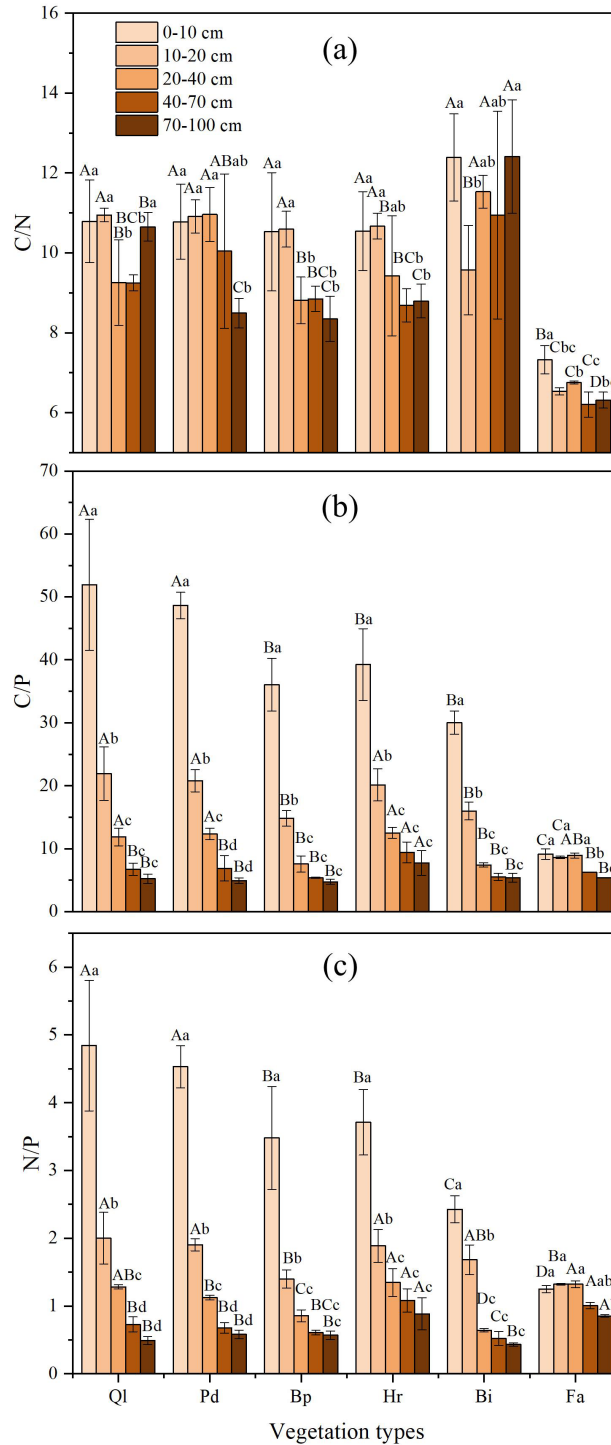 16
14
12
10
8
6
C/N
(a)
0-10 cm
10-20 cm
20-40 cm
40-70 cm
70-100 cm
Aa Aa Bb BCb Ba
Aa Aa Aa ABab Cb
Aa Aa Bb BCb Cb
Aa Aa Bab BCb Cb
Aa Bb Aab Aab Aa
Ba Cbc Cb Cc
70
60
50
40
30
20
10
0
C/P
(b)
Aa Ab Ac Bc Bc
Aa Ab Ac Bd Bd
Ba Bb Bc Bc Bc
Ba Ab Ac Ac Ac
Ba Bb Bc Bc Bc
Ca Ca ABa Bb
6
5
4
3
2
1
0
N/P
(c)
Aa Ab ABc Bd Bd
Aa Ab Bc Bd Bd
Ba Bb Cc BCc Bc
Ba Ab Ac Ac Ac
Ca ABb Dc Cc Bc
Da Ba Aa Aab
Ql Pd Bp Hr Bi Fa
Vegetation types